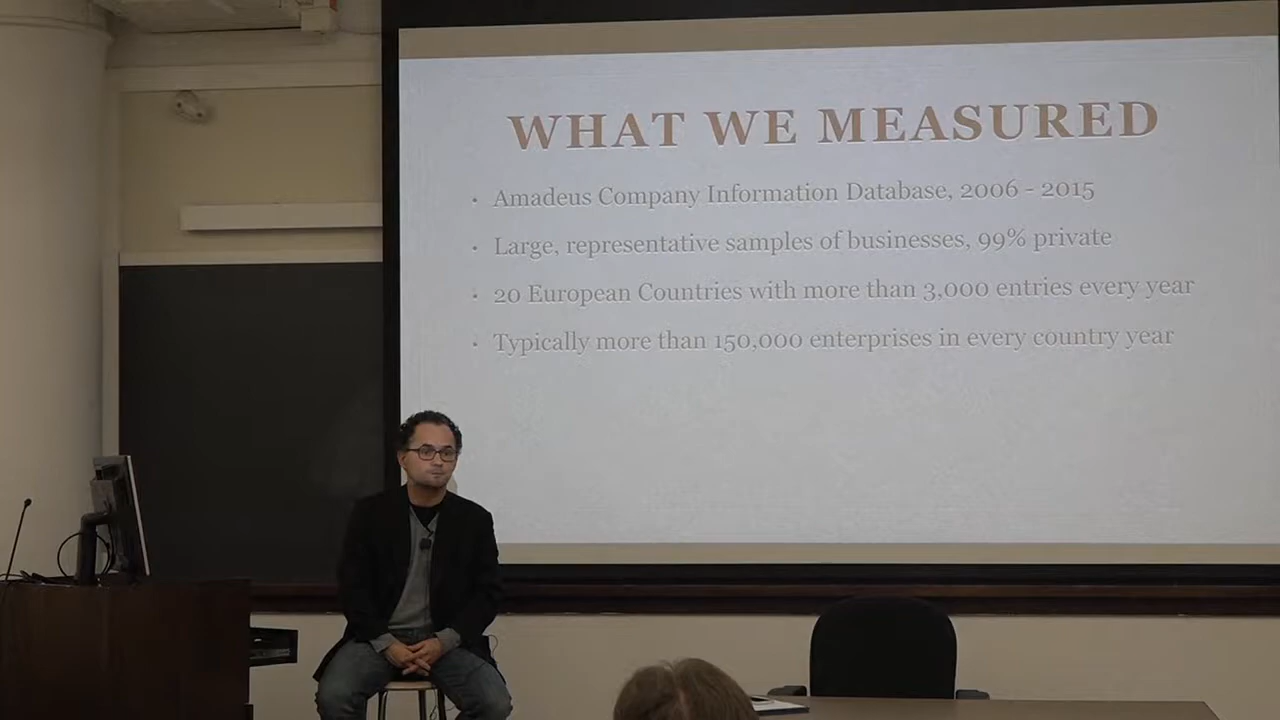 WHAT WE MEASURED
Amadeus Company Information Database, 2006 - 2015
Large, representative samples of businesses, 99% private
20 European Countries with more than 3,000 entries every year
Typically more than 150,000 enterprises in every country year